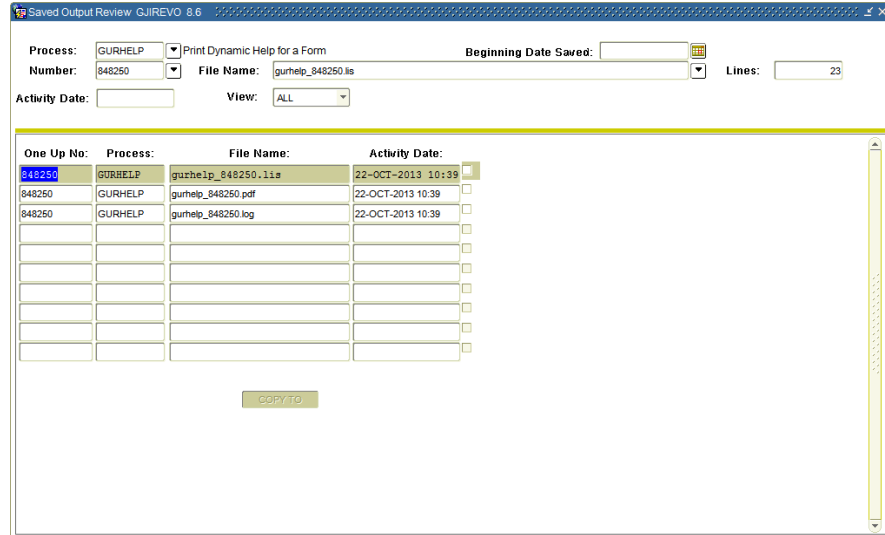 Saved Output Review GJIREVO 8.6
Process: GURHELP Print Dynamic Help for a Form Beginning Date Saved:
Number: 848250 File Name: gurhelp_848250.lis Lines: 23
Activity Date: View: ALL
One Up No: Process: File Name: Activity Date:
848250 GURHELP gurhelp_848250.lis 22-OCT-2013 10:39
848250 GURHELP gurhelp_848250.pdf 22-OCT-2013 10:39
848250 GURHELP gurhelp_848250.log 22-OCT-2013 10:39
COPY TO